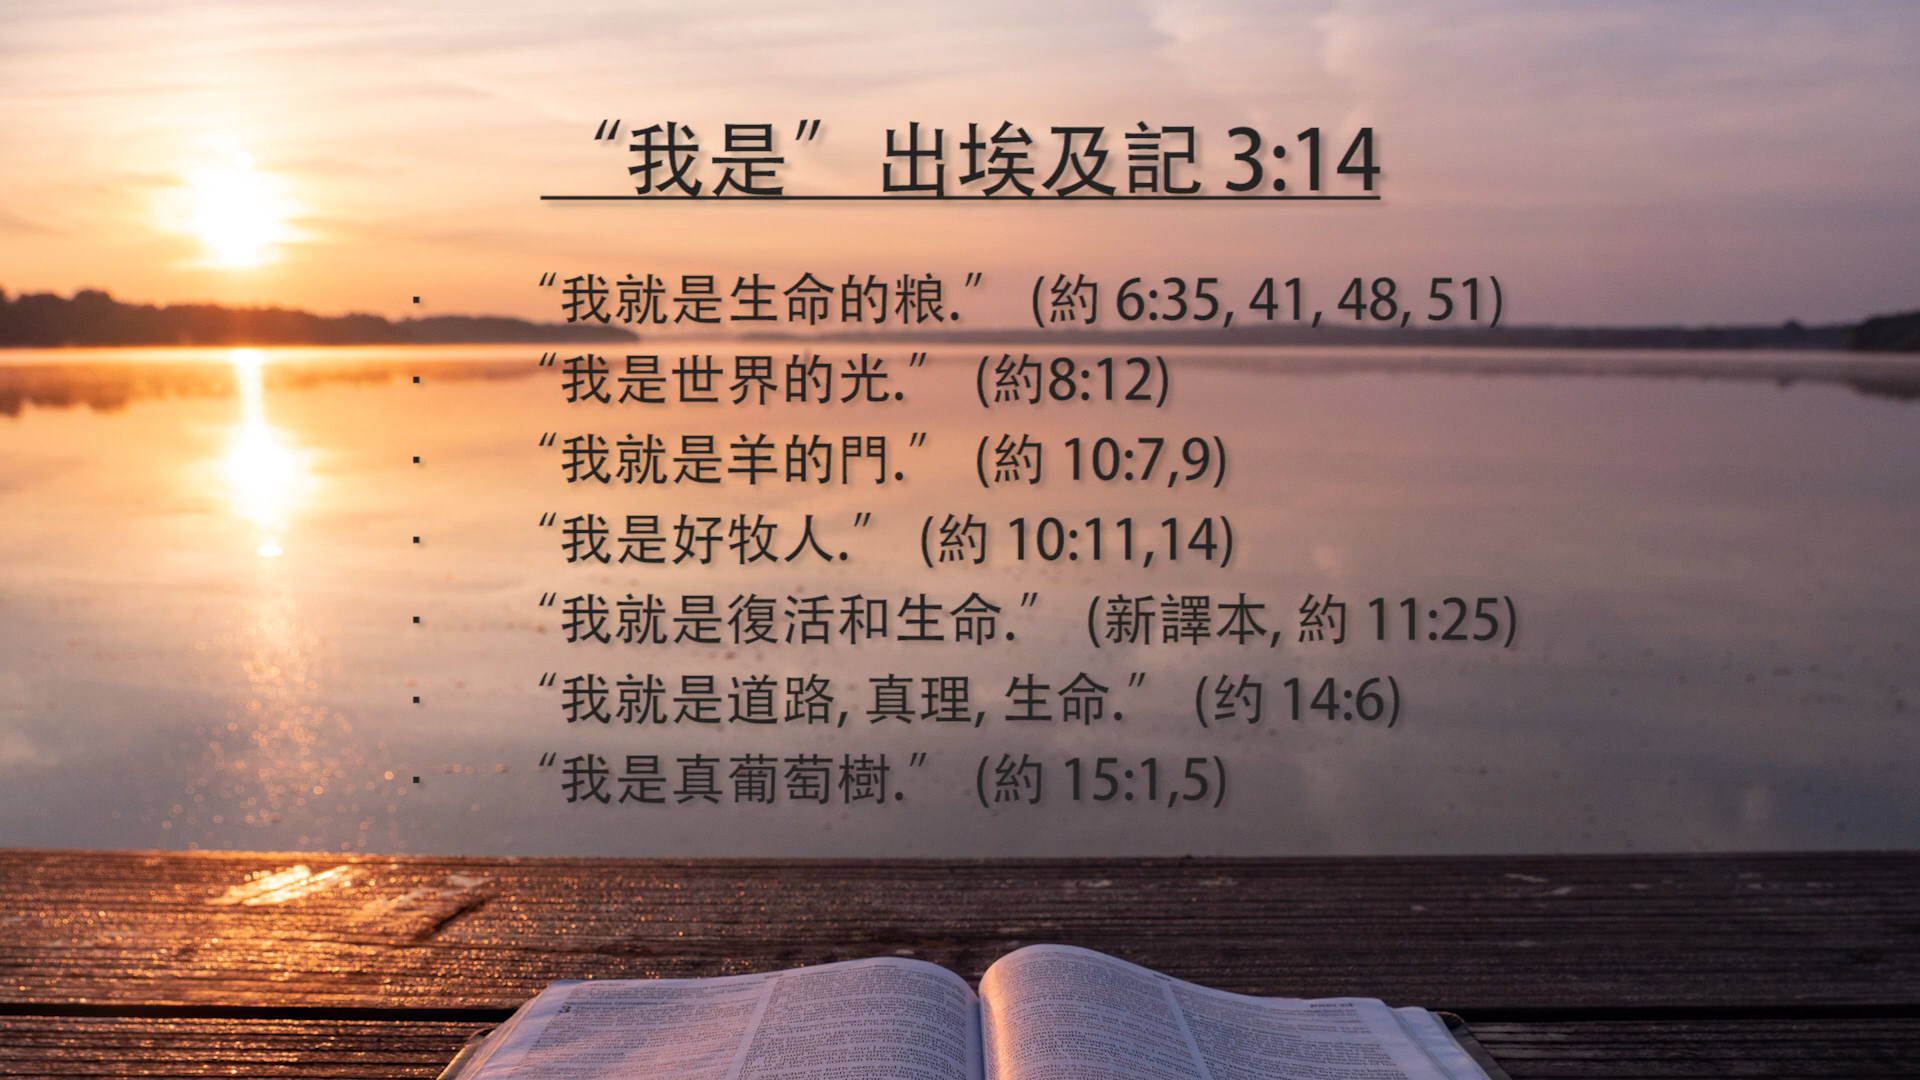 “我是” 出埃及記 3:14
· “我就是生命的粮.” (約 6:35, 41, 48, 51)
· “我是世界的光.” (約8:12)
· “我就是羊的門.” (約 10:7,9)
· “我是好牧人.” (約 10:11,14)
· “我就是復活和生命.” (新譯本, 約 11:25)
· “我就是道路, 真理, 生命.” (约 14:6)
· “我是真葡萄樹.” (約 15:1,5)